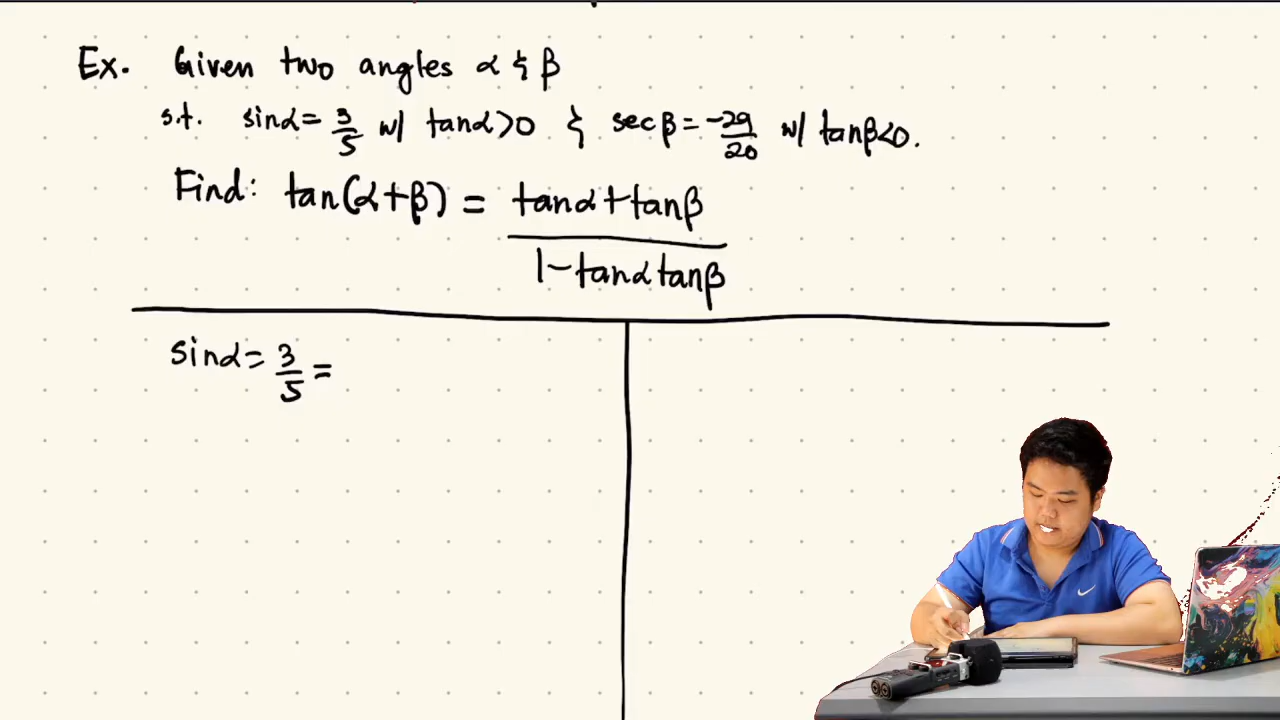 Ex. Given two angles α & β
s.t. sinα = 3/5 w/ tanα>0 & secβ = -29/20 w/ tanβ<0.
Find: tan(α+β) = tanα+tanβ / 1-tanαtanβ
sinα = 3/5 =